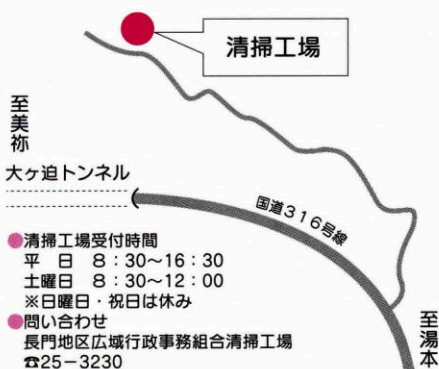 清掃工場
至美祢
大ヶ迫トンネル
国道316号線
●清掃工場受付時間
平　日　8：30～16：30
土曜日　8：30～12：00
※日曜日・祝日は休み
●問い合わせ
長門地区広域行政事務組合清掃工場
☎25－3230
至湯本